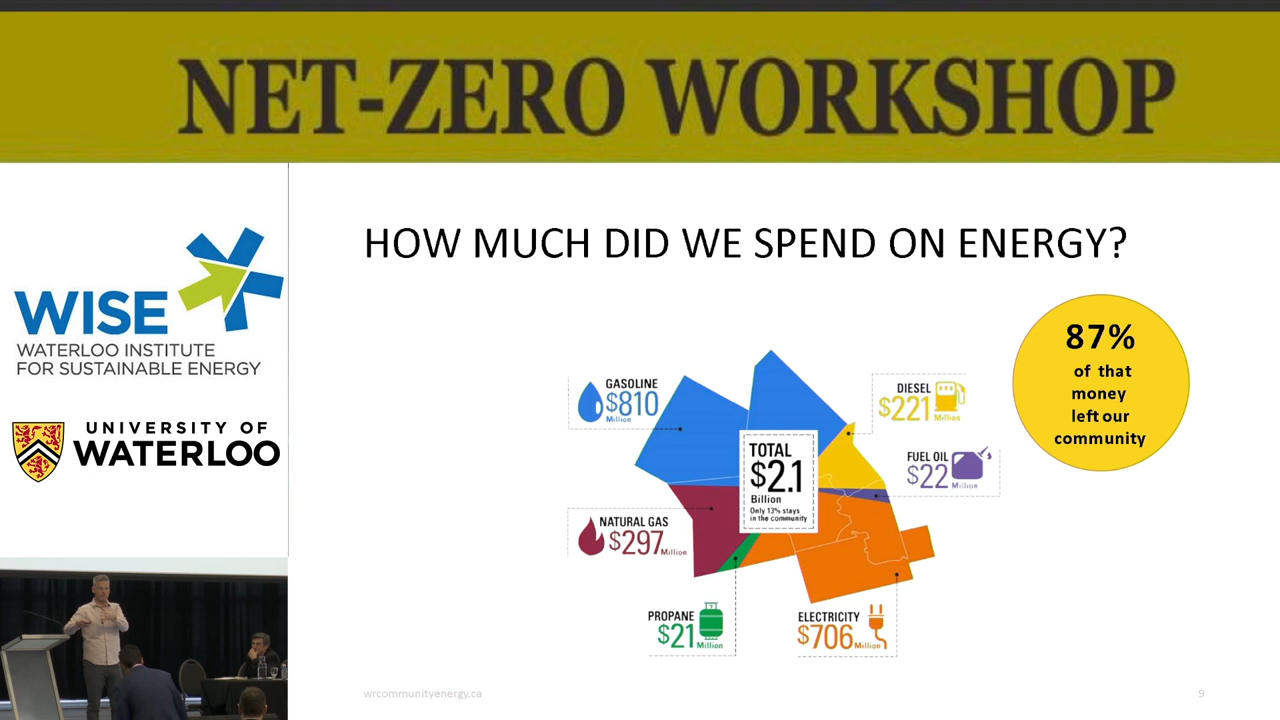 NET-ZERO WORKSHOP
WISE
WATERLOO INSTITUTE
FOR SUSTAINABLE ENERGY
UNIVERSITY OF
WATERLOO
HOW MUCH DID WE SPEND ON ENERGY?
87%
of that
money
left our
community
GASOLINE
$810
Million
DIESEL
$221
Million
TOTAL
$2.1
Billion
Only 13% stays
in the community
FUEL OIL
$22
Million
NATURAL GAS
$297
Million
PROPANE
$21
Million
ELECTRICITY
$706
Million
wrcommunityenergy.ca
9